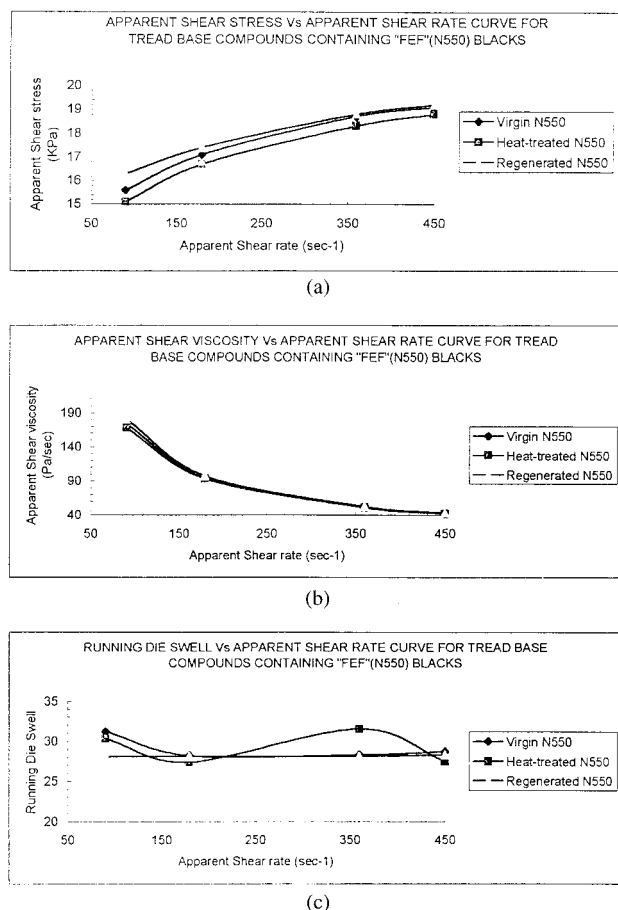 APPARENT SHEAR STRESS Vs APPARENT SHEAR RATE CURVE FOR
TREAD BASE COMPOUNDS CONTAINING "FEF"(N550) BLACKS
Apparent Shear stress
(KPa)
20
19
18
17
16
15
50
150
250
350
450
Apparent Shear rate (sec-1)
Virgin N550
Heat-treated N550
Regenerated N550
(a)
APPARENT SHEAR VISCOSITY Vs APPARENT SHEAR RATE CURVE FOR TREAD
BASE COMPOUNDS CONTAINING "FEF"(N550) BLACKS
Apparent Shear viscosity
(Pa/sec)
190
140
90
40
50
150
250
350
450
Apparent Shear rate (sec-1)
Virgin N550
Heat-treated N550
Regenerated N550
(b)
RUNNING DIE SWELL Vs APPARENT SHEAR RATE CURVE FOR TREAD BASE
COMPOUNDS CONTAINING "FEF"(N550) BLACKS
Running Die Swell
35
30
25
20
50
150
250
350
450
Apparent Shear rate (sec-1)
Virgin N550
Heat-treated N550
Regenerated N550
(c)